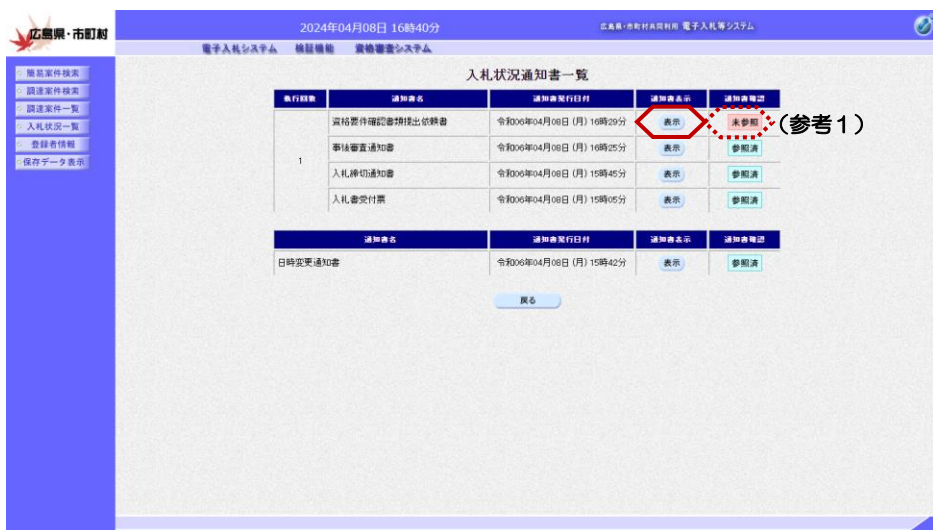 広島県・市町村
2024年04月08日 16時40分
広島県・市町村共同利用 電子入札等システム
電子入札システム 検証機能 資格審査システム
簡易案件検索
調達案件検索
調達案件一覧
入札状況一覧
登録者情報
保存データ表示
入札状況通知書一覧
執行回数 通知書名 通知書発行日付 通知書表示 通知書確認
1
資格要件確認書類提出依頼書 令和06年04月08日(月)16時29分 表示 未参照 (参考1)
事後審査通知書 令和06年04月08日(月)16時25分 表示 参照済
入札締切通知書 令和06年04月08日(月)15時45分 表示 参照済
入札書受付票 令和06年04月08日(月)15時05分 表示 参照済
通知書名 通知書発行日付 通知書表示 通知書確認
日時変更通知書 令和06年04月08日(月)15時42分 表示 参照済
戻る